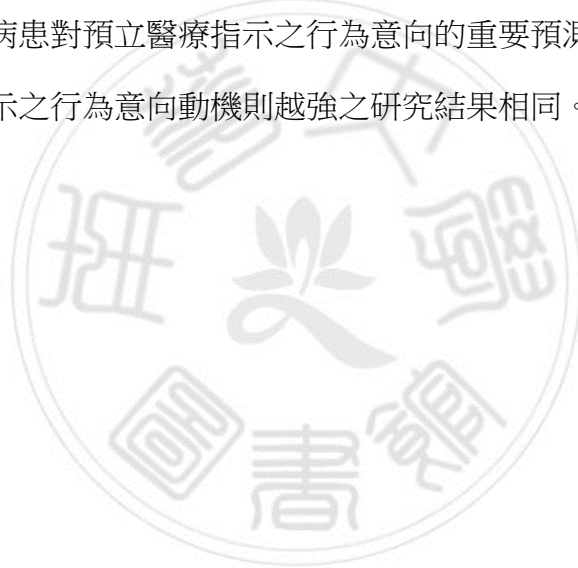 病患對預立醫療指示之行為意向的重要預測
示之行為意向動機則越強之研究結果相同。
書